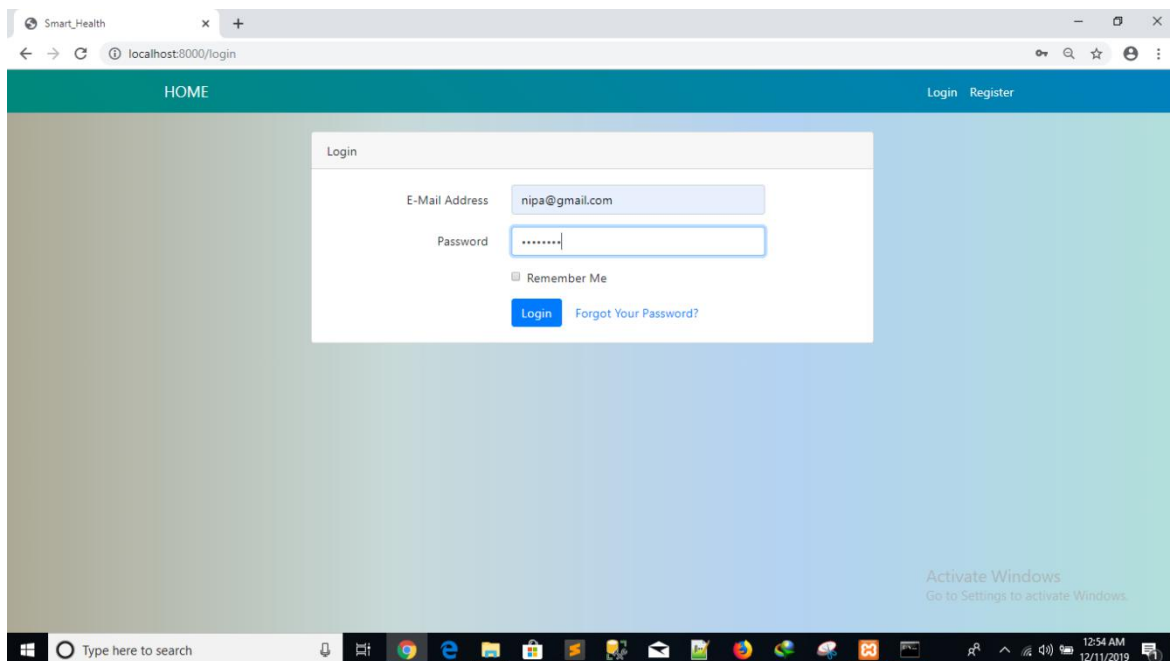 Smart_Health
localhost:8000/login
HOME
Login Register
Login
E-Mail Address nipa@gmail.com
Password ••••••••
Remember Me
Login Forgot Your Password?
Activate Windows
Go to Settings to activate Windows.
Type here to search
12:54 AM
12/11/2019